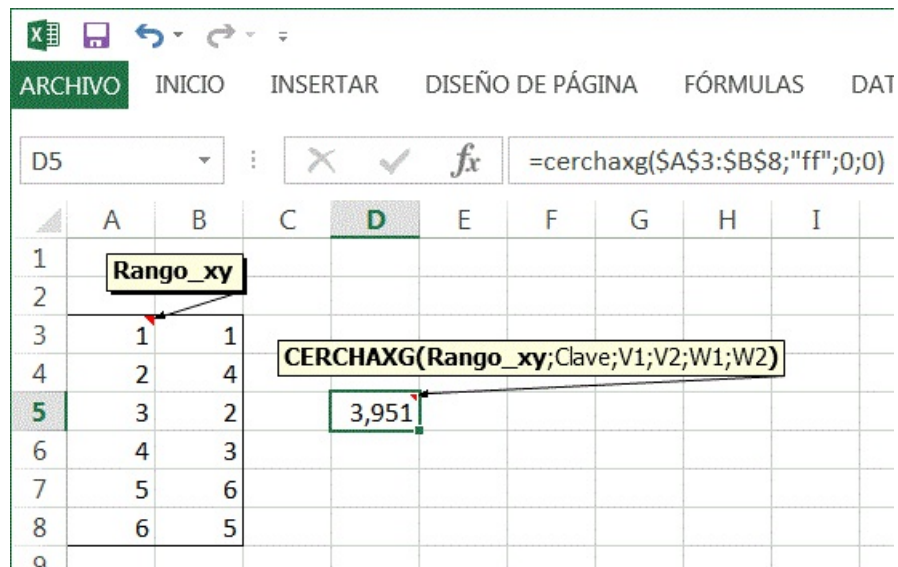 ARCHIVO INICIO INSERTAR DISEÑO DE PÁGINA FÓRMULAS DAT
D5 fx =cerchaxg($A$3:$B$8;"ff";0;0)
A B C D E F G H I
1
Rango_xy
2
3 1 1
CERCHAXG(Rango_xy;Clave;V1;V2;W1;W2)
4 2 4
5 3 2 3,951
6 4 3
7 5 6
8 6 5
9